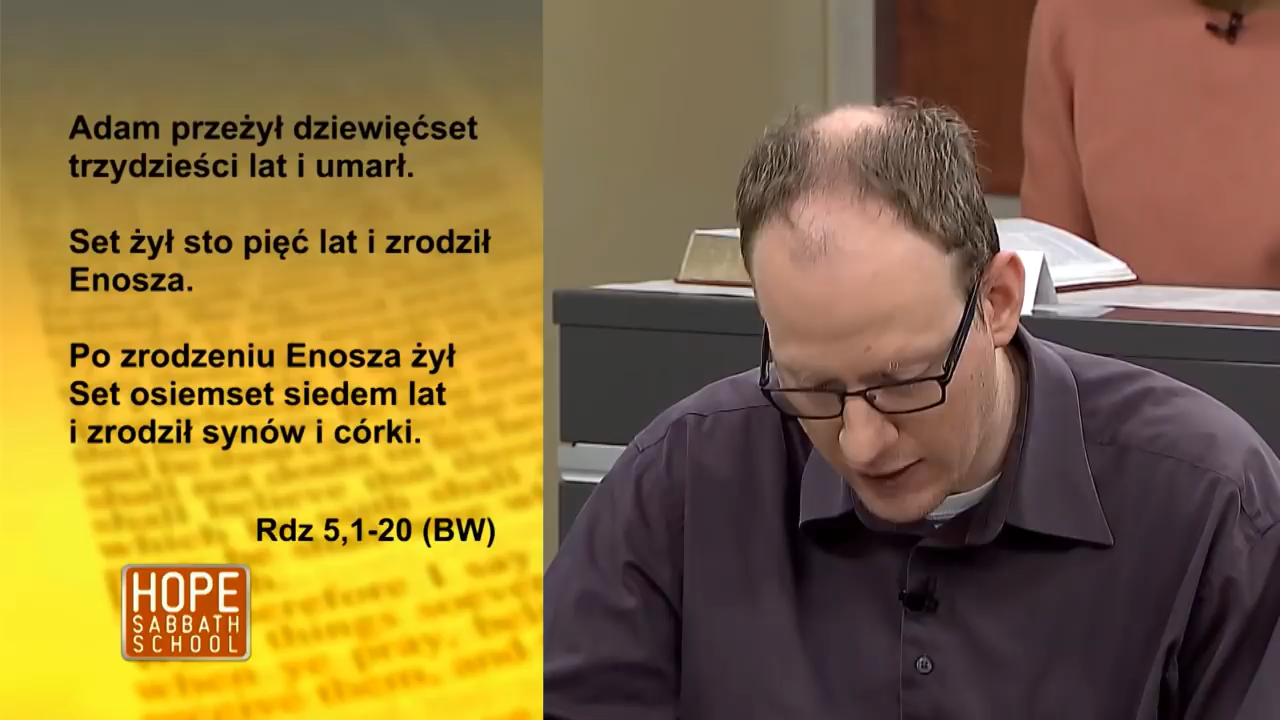 Adam przeżył dziewięćset
trzydzieści lat i umarł.
Set żył sto pięć lat i zrodził
Enosza.
Po zrodzeniu Enosza żył
Set osiemset siedem lat
i zrodził synów i córki.
Rdz 5,1-20 (BW)
HOPE
SABBATH
SCHOOL